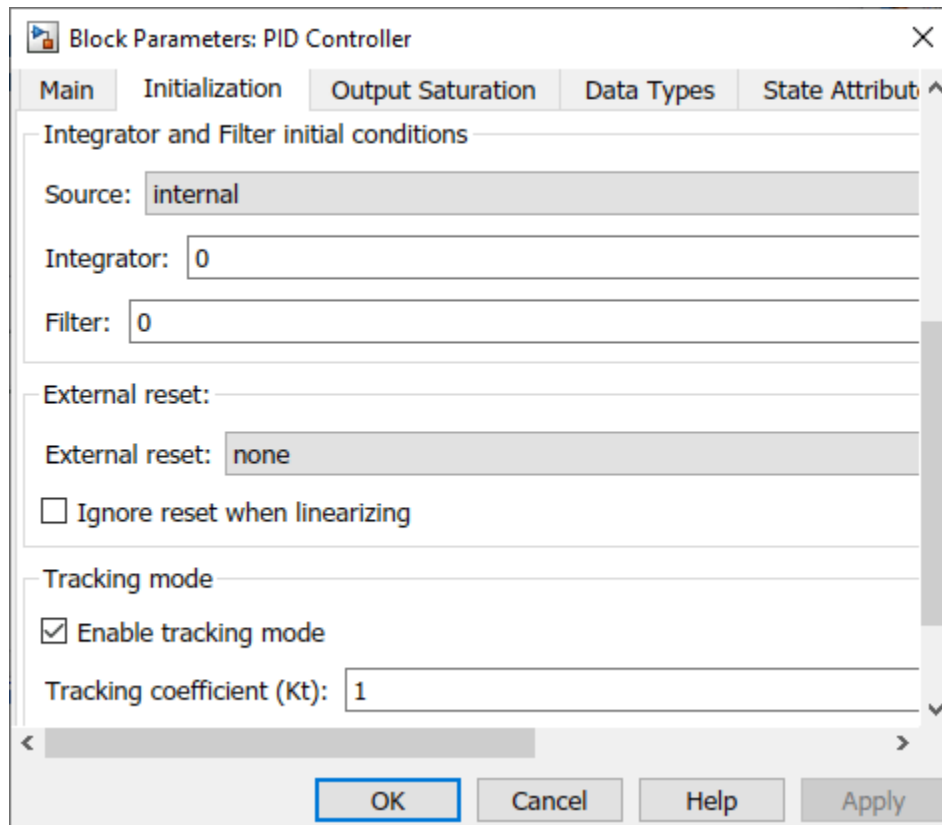 Block Parameters: PID Controller
Main Initialization Output Saturation Data Types State Attribut
Integrator and Filter initial conditions
Source: internal
Integrator: 0
Filter: 0
External reset:
External reset: none
Ignore reset when linearizing
Tracking mode
Enable tracking mode
Tracking coefficient (Kt): 1
OK Cancel Help Apply